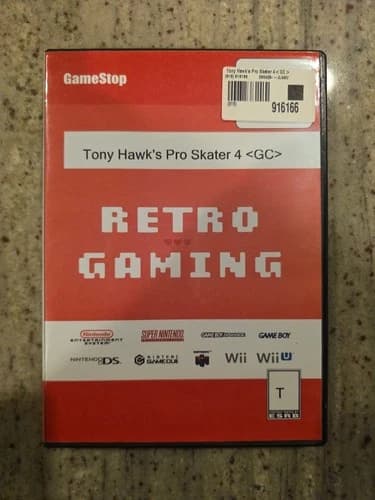 GameStop
Tony Hawk's Pro Skater 4 < GC >
916166
Tony Hawk's Pro Skater 4 <GC>
RETRO
GAMING
Nintendo
ENTERTAINMENT
SYSTEM
SUPER NINTENDO
GAME BOY ADVANCE
GAME BOY
NINTENDO DS
NINTENDO
GAMECUBE
Wii
Wii U
T
ESRB